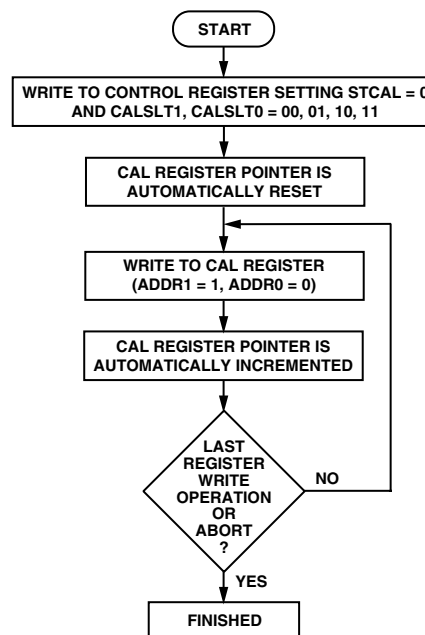 START
WRITE TO CONTROL REGISTER SETTING STCAL = 0
AND CALSLT1, CALSLT0 = 00, 01, 10, 11
CAL REGISTER POINTER IS
AUTOMATICALLY RESET
WRITE TO CAL REGISTER
(ADDR1 = 1, ADDR0 = 0)
CAL REGISTER POINTER IS
AUTOMATICALLY INCREMENTED
LAST
REGISTER
WRITE
OPERATION
OR
ABORT
?
NO
YES
FINISHED